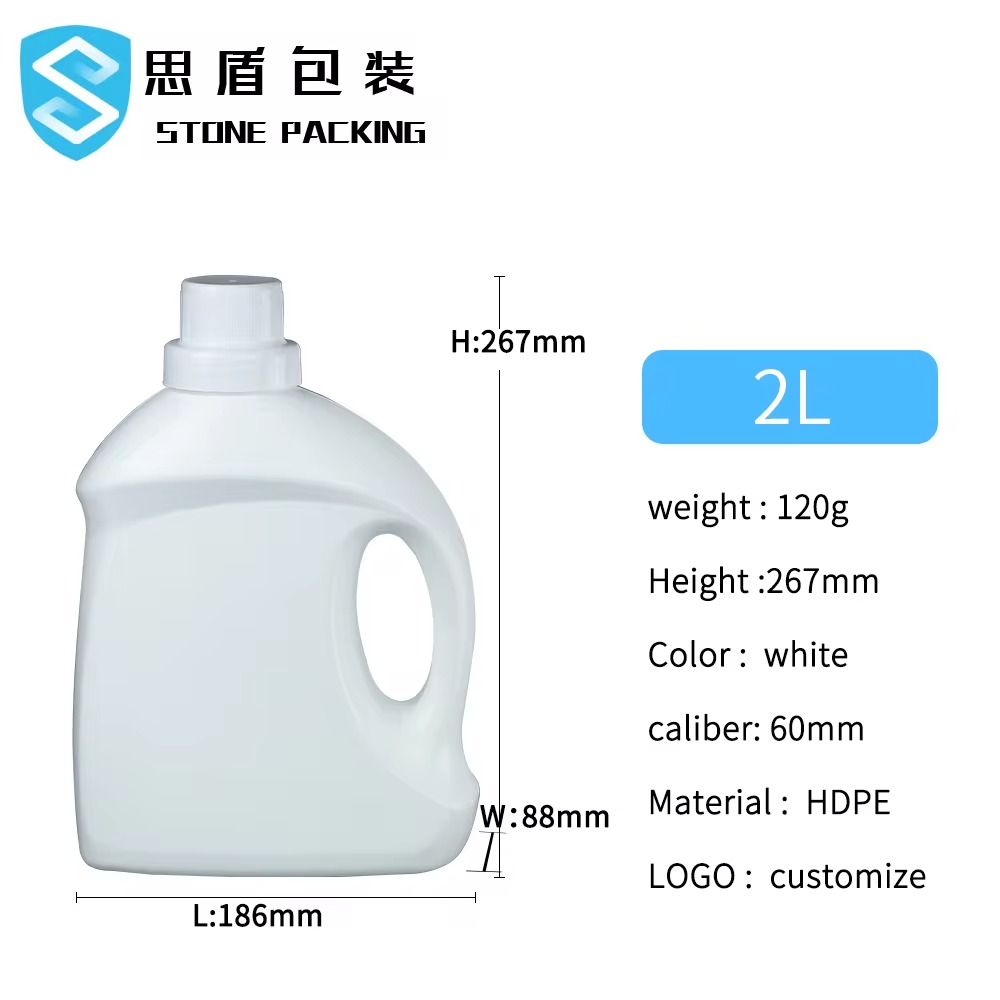 思盾包装
STONE PACKING
H:267mm
2L
weight : 120g
Height :267mm
Color : white
caliber: 60mm
Material : HDPE
W:88mm
LOGO : customize
L:186mm